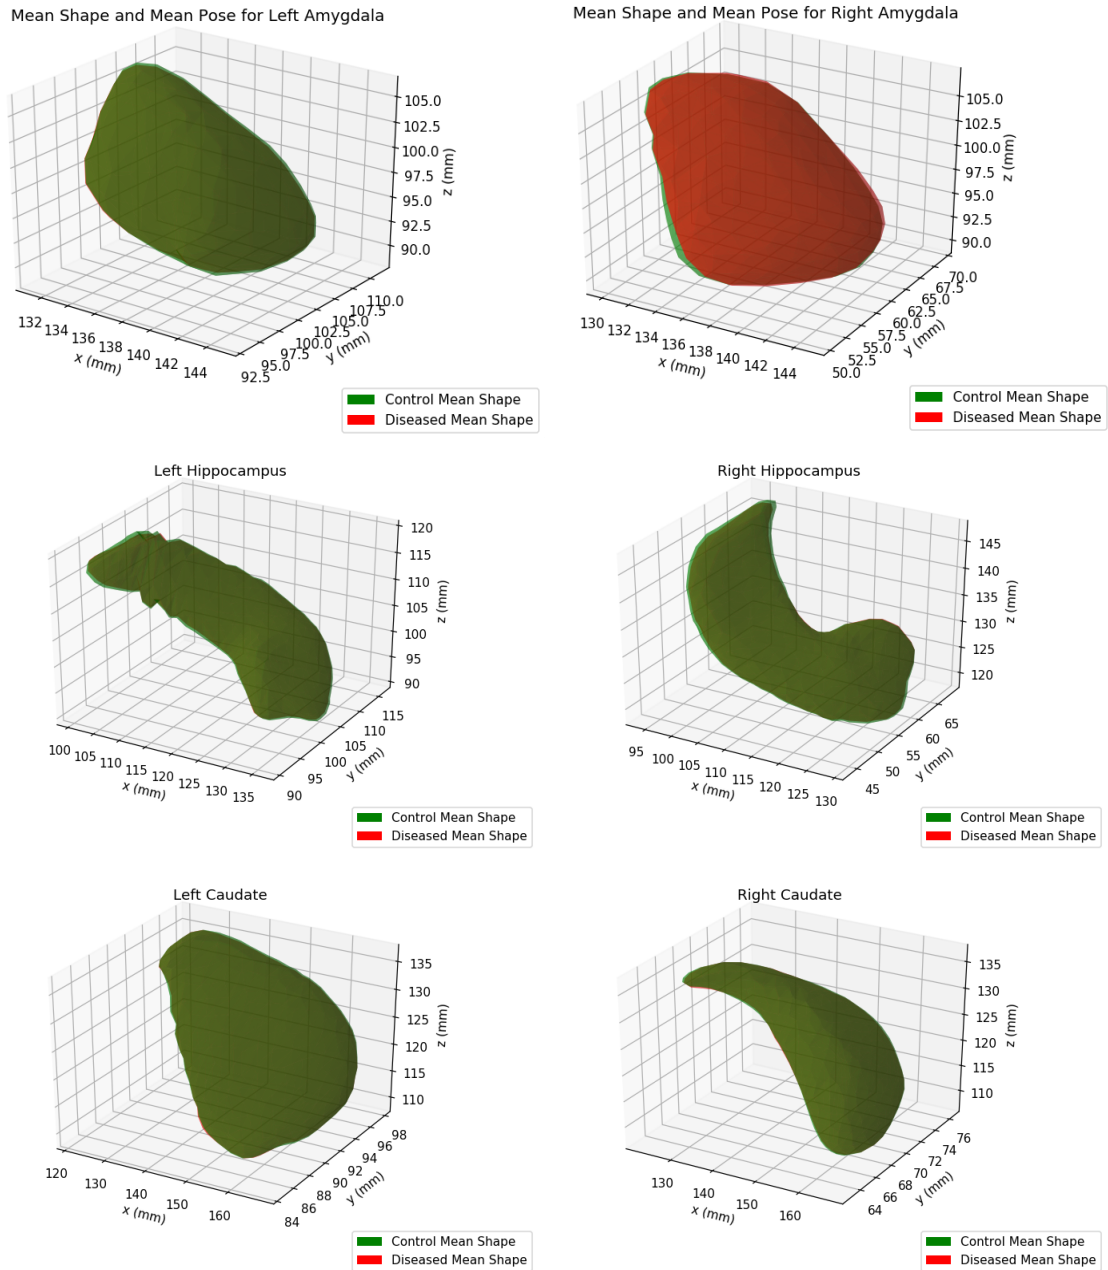 Mean Shape and Mean Pose for Left Amygdala
105.0
102.5
100.0
97.5
95.0
92.5
90.0
z (mm)
132 134 136 138 140 142 144
x (mm)
92.5 95.0 97.5 100.0 102.5 105.0 107.5 110.0
y (mm)
Control Mean Shape
Diseased Mean Shape
Mean Shape and Mean Pose for Right Amygdala
105.0
102.5
100.0
97.5
95.0
92.5
90.0
z (mm)
130 132 134 136 138 140 142 144
x (mm)
50.0 52.5 55.0 57.5 60.0 62.5 65.0 67.5 70.0
y (mm)
Control Mean Shape
Diseased Mean Shape
Left Hippocampus
120
115
110
105
100
95
90
z (mm)
100 105 110 115 120 125 130 135
x (mm)
90 95 100 105 110 115
y (mm)
Control Mean Shape
Diseased Mean Shape
Right Hippocampus
145
140
135
130
125
120
z (mm)
95 100 105 110 115 120 125 130
x (mm)
45 50 55 60 65
y (mm)
Control Mean Shape
Diseased Mean Shape
Left Caudate
135
130
125
120
115
110
z (mm)
120 130 140 150 160
x (mm)
84 86 88 90 92 94 96 98
y (mm)
Control Mean Shape
Diseased Mean Shape
Right Caudate
135
130
125
120
115
110
z (mm)
130 140 150 160
x (mm)
64 66 68 70 72 74 76
y (mm)
Control Mean Shape
Diseased Mean Shape